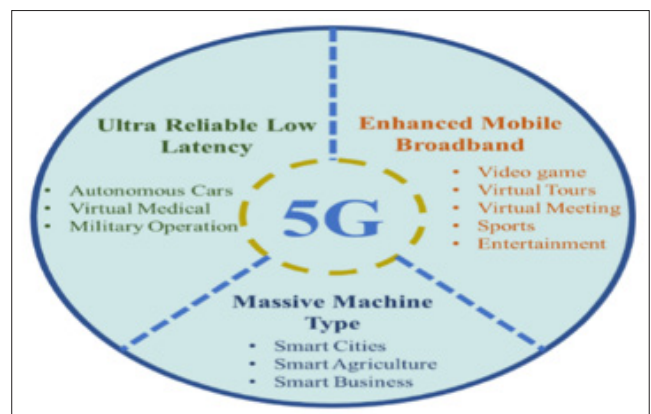 Ultra Reliable Low
Latency
• Autonomous Cars
• Virtual Medical
• Military Operation
Enhanced Mobile
Broadband
• Video game
• Virtual Tours
• Virtual Meeting
• Sports
• Entertainment
5G
Massive Machine
Type
• Smart Cities
• Smart Agriculture
• Smart Business